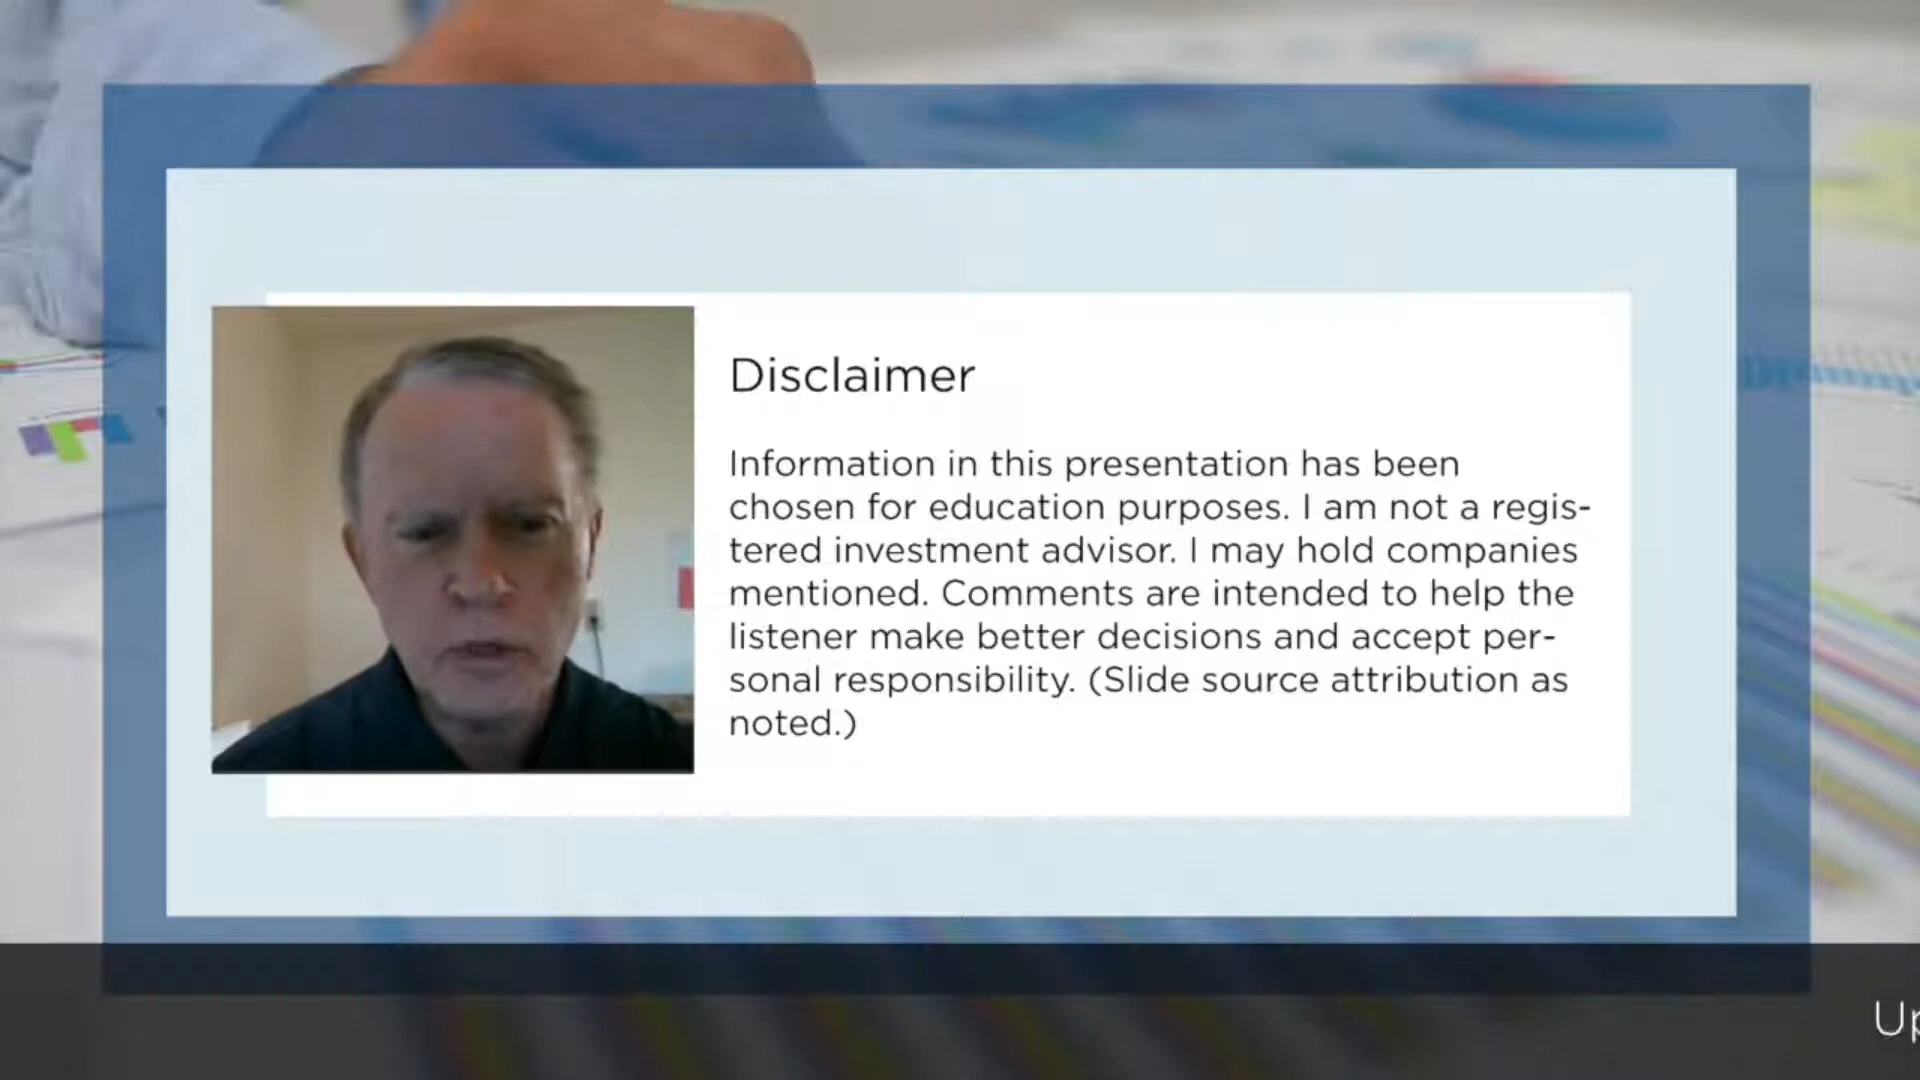 Disclaimer
Information in this presentation has been
chosen for education purposes. I am not a regis-
tered investment advisor. I may hold companies
mentioned. Comments are intended to help the
listener make better decisions and accept per-
sonal responsibility. (Slide source attribution as
noted.)
Up